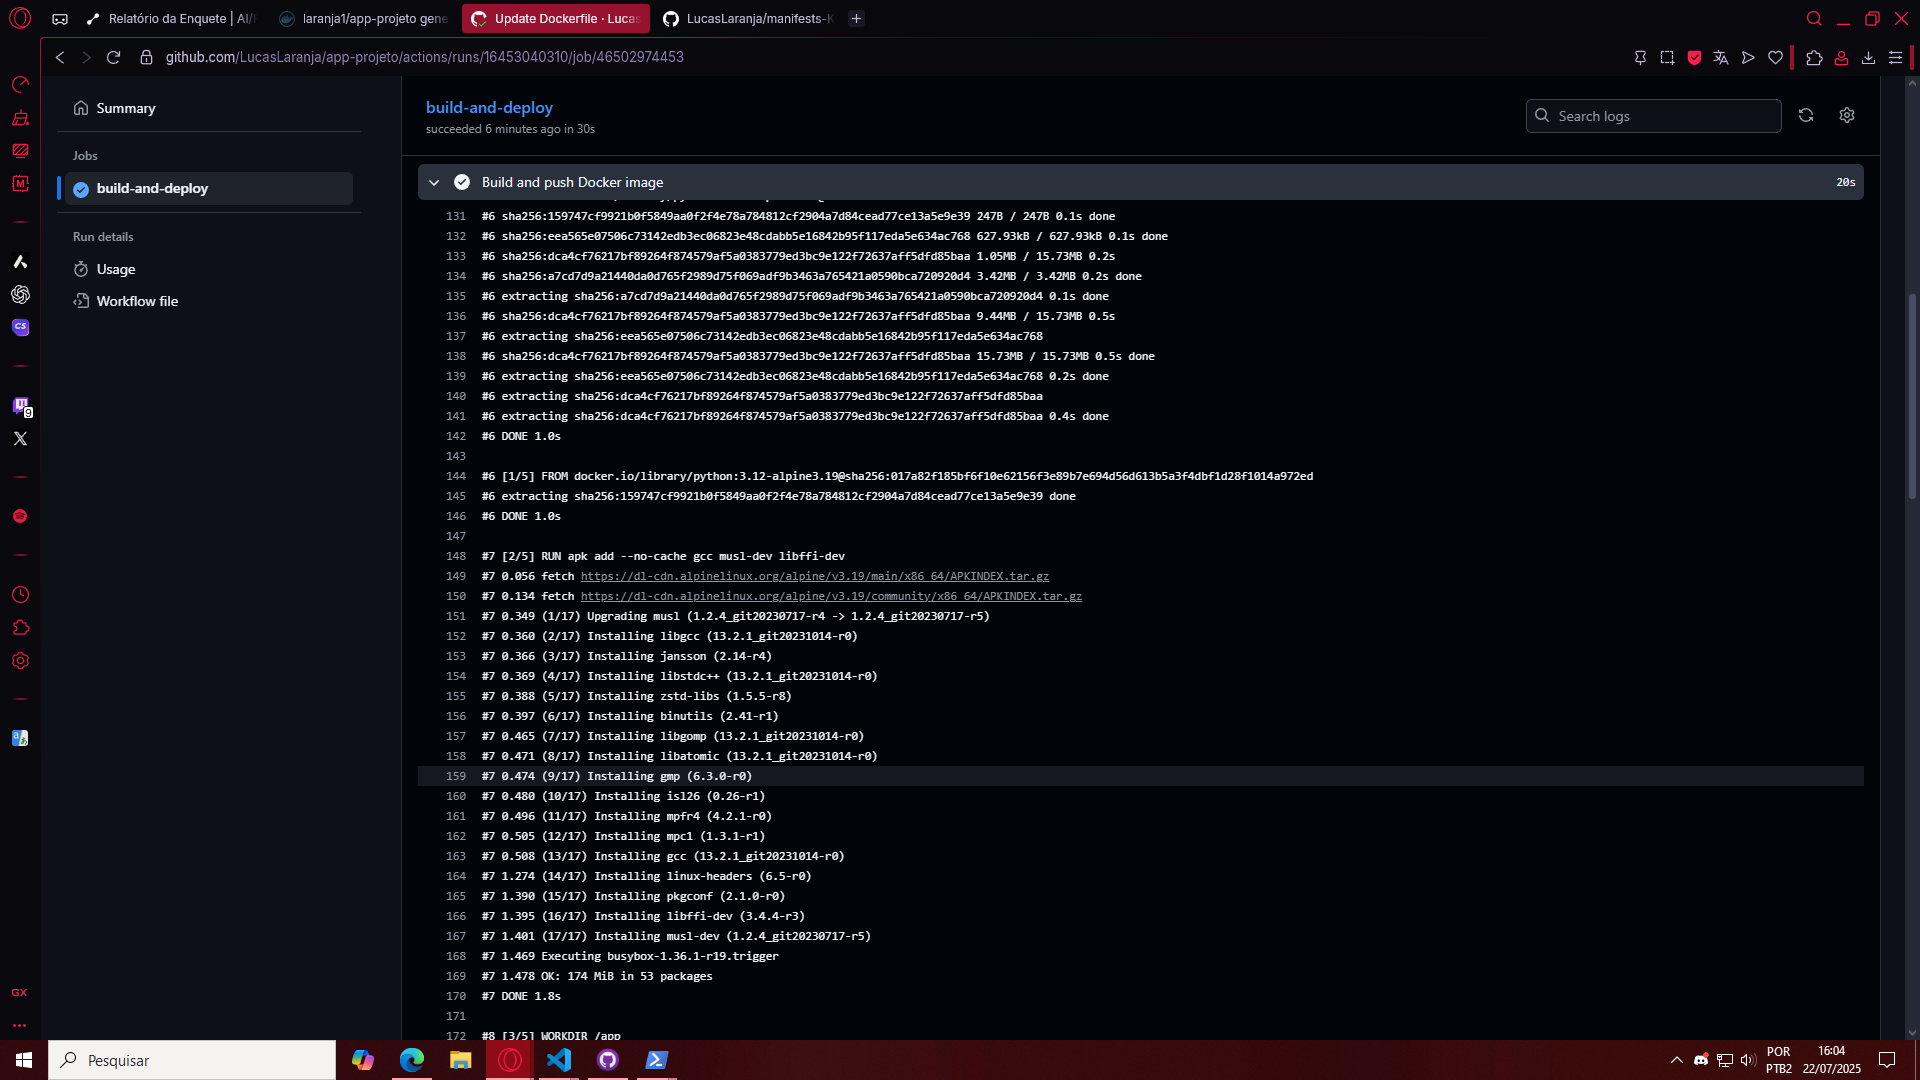 Relatório da Enquete | AI/
laranja1/app-projeto gene
Update Dockerfile · Lucas
LucasLaranja/manifests-K
github.com/LucasLaranja/app-projeto/actions/runs/16453040310/job/46502974453
Summary
Jobs
build-and-deploy
Run details
Usage
Workflow file
build-and-deploy
succeeded 6 minutes ago in 30s
Search logs
Build and push Docker image
20s
131 #6 sha256:159747cf9921b0f5849aa0f2f4e78a784812cf2904a7d84cead77ce13a5e9e39 247B / 247B 0.1s done
132 #6 sha256:eea565e07506c73142edb3ec06823e48cdabb5e16842b95f117eda5e634ac768 627.93kB / 627.93kB 0.1s done
133 #6 sha256:dca4cf76217bf89264f874579af5a0383779ed3bc9e122f72637aff5dfd85baa 1.05MB / 15.73MB 0.2s
134 #6 sha256:a7cd7d9a21440da0d765f2989d75f069adf9b3463a765421a0590bca720920d4 3.42MB / 3.42MB 0.2s done
135 #6 extracting sha256:a7cd7d9a21440da0d765f2989d75f069adf9b3463a765421a0590bca720920d4 0.1s done
136 #6 sha256:dca4cf76217bf89264f874579af5a0383779ed3bc9e122f72637aff5dfd85baa 9.44MB / 15.73MB 0.5s
137 #6 extracting sha256:eea565e07506c73142edb3ec06823e48cdabb5e16842b95f117eda5e634ac768
138 #6 sha256:dca4cf76217bf89264f874579af5a0383779ed3bc9e122f72637aff5dfd85baa 15.73MB / 15.73MB 0.5s done
139 #6 extracting sha256:eea565e07506c73142edb3ec06823e48cdabb5e16842b95f117eda5e634ac768 0.2s done
140 #6 extracting sha256:dca4cf76217bf89264f874579af5a0383779ed3bc9e122f72637aff5dfd85baa
141 #6 extracting sha256:dca4cf76217bf89264f874579af5a0383779ed3bc9e122f72637aff5dfd85baa 0.4s done
142 #6 DONE 1.0s
143
144 #6 [1/5] FROM docker.io/library/python:3.12-alpine3.19@sha256:017a82f185bf6f10e62156f3e89b7e694d56d613b5a3f4dbf1d28f1014a972ed
145 #6 extracting sha256:159747cf9921b0f5849aa0f2f4e78a784812cf2904a7d84cead77ce13a5e9e39 done
146 #6 DONE 1.0s
147
148 #7 [2/5] RUN apk add --no-cache gcc musl-dev libffi-dev
149 #7 0.056 fetch https://dl-cdn.alpinelinux.org/alpine/v3.19/main/x86_64/APKINDEX.tar.gz
150 #7 0.134 fetch https://dl-cdn.alpinelinux.org/alpine/v3.19/community/x86_64/APKINDEX.tar.gz
151 #7 0.349 (1/17) Upgrading musl (1.2.4_git20230717-r4 -> 1.2.4_git20230717-r5)
152 #7 0.360 (2/17) Installing libgcc (13.2.1_git20231014-r0)
153 #7 0.366 (3/17) Installing jansson (2.14-r4)
154 #7 0.369 (4/17) Installing libstdc++ (13.2.1_git20231014-r0)
155 #7 0.388 (5/17) Installing zstd-libs (1.5.5-r8)
156 #7 0.397 (6/17) Installing binutils (2.41-r1)
157 #7 0.465 (7/17) Installing libgomp (13.2.1_git20231014-r0)
158 #7 0.471 (8/17) Installing libatomic (13.2.1_git20231014-r0)
159 #7 0.474 (9/17) Installing gmp (6.3.0-r0)
160 #7 0.480 (10/17) Installing isl26 (0.26-r1)
161 #7 0.496 (11/17) Installing mpfr4 (4.2.1-r0)
162 #7 0.505 (12/17) Installing mpc1 (1.3.1-r1)
163 #7 0.508 (13/17) Installing gcc (13.2.1_git20231014-r0)
164 #7 1.274 (14/17) Installing linux-headers (6.5-r0)
165 #7 1.390 (15/17) Installing pkgconf (2.1.0-r0)
166 #7 1.395 (16/17) Installing libffi-dev (3.4.4-r3)
167 #7 1.401 (17/17) Installing musl-dev (1.2.4_git20230717-r5)
168 #7 1.469 Executing busybox-1.36.1-r19.trigger
169 #7 1.478 OK: 174 MiB in 53 packages
170 #7 DONE 1.8s
171
172 #8 [3/5] WORKDIR /app
GX
Pesquisar
POR
PTB2
16:04
22/07/2025